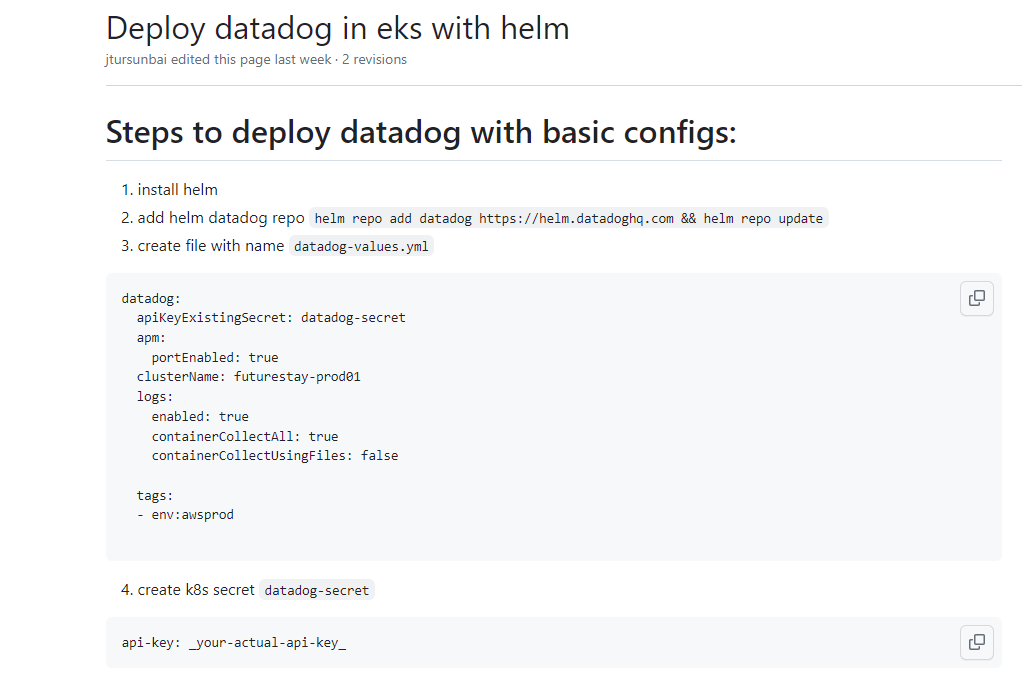 Deploy datadog in eks with helm
jtursunbai edited this page last week · 2 revisions
Steps to deploy datadog with basic configs:
1. install helm
2. add helm datadog repo helm repo add datadog https://helm.datadoghq.com && helm repo update
3. create file with name datadog-values.yml
datadog:
  apiKeyExistingSecret: datadog-secret
  apm:
    portEnabled: true
  clusterName: futurestay-prod01
  logs:
    enabled: true
    containerCollectAll: true
    containerCollectUsingFiles: false
  tags:
  - env:awsprod
4. create k8s secret datadog-secret
api-key: _your-actual-api-key_